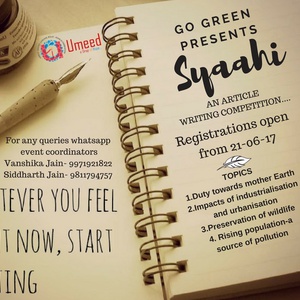 Umeed
GO GREEN
PRESENTS
Syaahi
AN ARTICLE
WRITING COMPETITION....
Registrations open
from 21-06-17
TOPICS
1.Duty towards mother Earth
2.Impacts of industrialisation
and urbanisation
3.Preservation of wildlife
4. Rising population-a
source of pollution
For any queries whatsapp
event coordinators
Vanshika Jain- 9971921822
Siddharth Jain- 9811794757
TEVER YOU FEEL
T NOW, START
TING